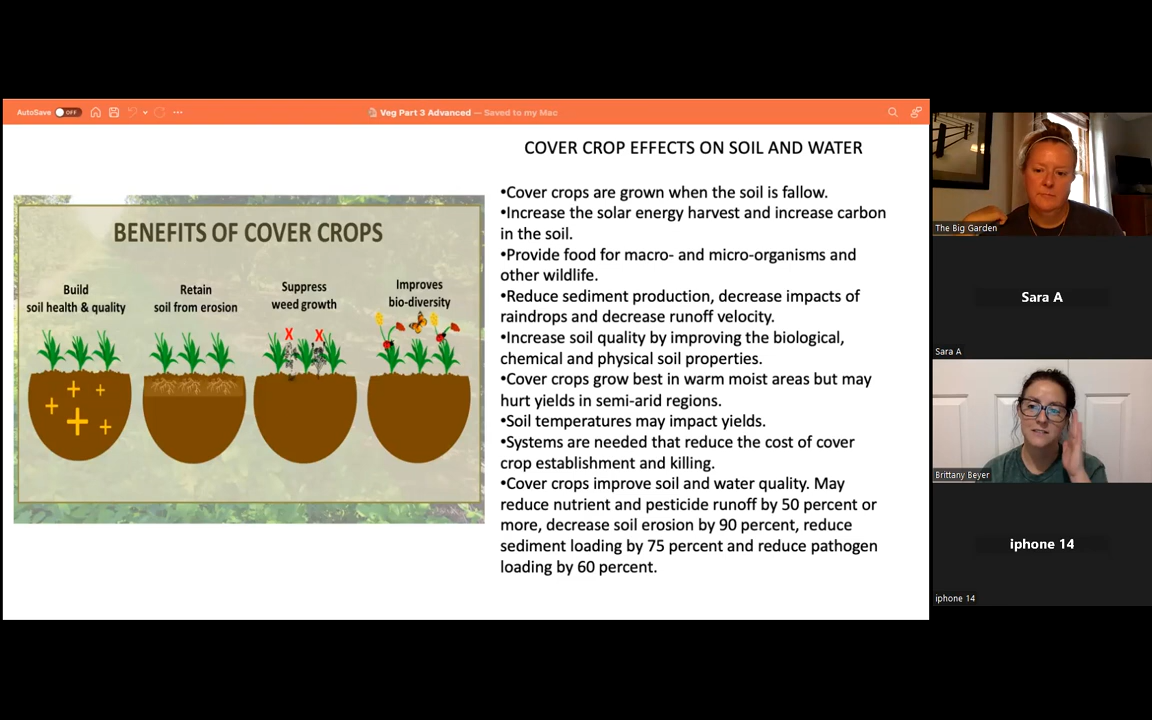 AutoSave OFF
Veg Part 3 Advanced — Saved to my Mac
COVER CROP EFFECTS ON SOIL AND WATER
BENEFITS OF COVER CROPS
Build
soil health & quality
Retain
soil from erosion
Suppress
weed growth
Improves
bio-diversity
X X
•Cover crops are grown when the soil is fallow.
•Increase the solar energy harvest and increase carbon
in the soil.
•Provide food for macro- and micro-organisms and
other wildlife.
•Reduce sediment production, decrease impacts of
raindrops and decrease runoff velocity.
•Increase soil quality by improving the biological,
chemical and physical soil properties.
•Cover crops grow best in warm moist areas but may
hurt yields in semi-arid regions.
•Soil temperatures may impact yields.
•Systems are needed that reduce the cost of cover
crop establishment and killing.
•Cover crops improve soil and water quality. May
reduce nutrient and pesticide runoff by 50 percent or
more, decrease soil erosion by 90 percent, reduce
sediment loading by 75 percent and reduce pathogen
loading by 60 percent.
The Big Garden
Sara A
Sara A
Brittany Beyer
iphone 14
iphone 14